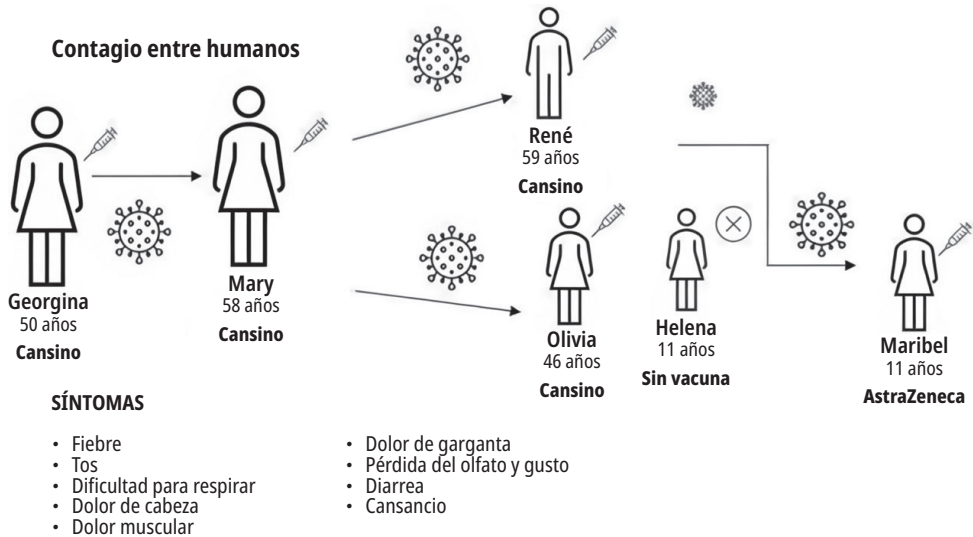 Contagio entre humanos
Georgina
50 años
Cansino
Mary
58 años
Cansino
René
59 años
Cansino
Olivia
46 años
Cansino
Helena
11 años
Sin vacuna
Maribel
11 años
AstraZeneca
SÍNTOMAS
• Fiebre
• Tos
• Dificultad para respirar
• Dolor de cabeza
• Dolor muscular
• Dolor de garganta
• Pérdida del olfato y gusto
• Diarrea
• Cansancio